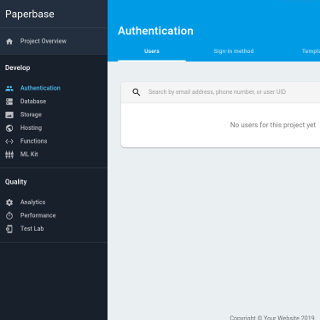 Paperbase
Project Overview
Develop
Authentication
Database
Storage
Hosting
Functions
ML Kit
Quality
Analytics
Performance
Test Lab
Authentication
Users
Sign-in method
Search by email address, phone number, or user UID
No users for this project yet
Copyright © Your Website 2019